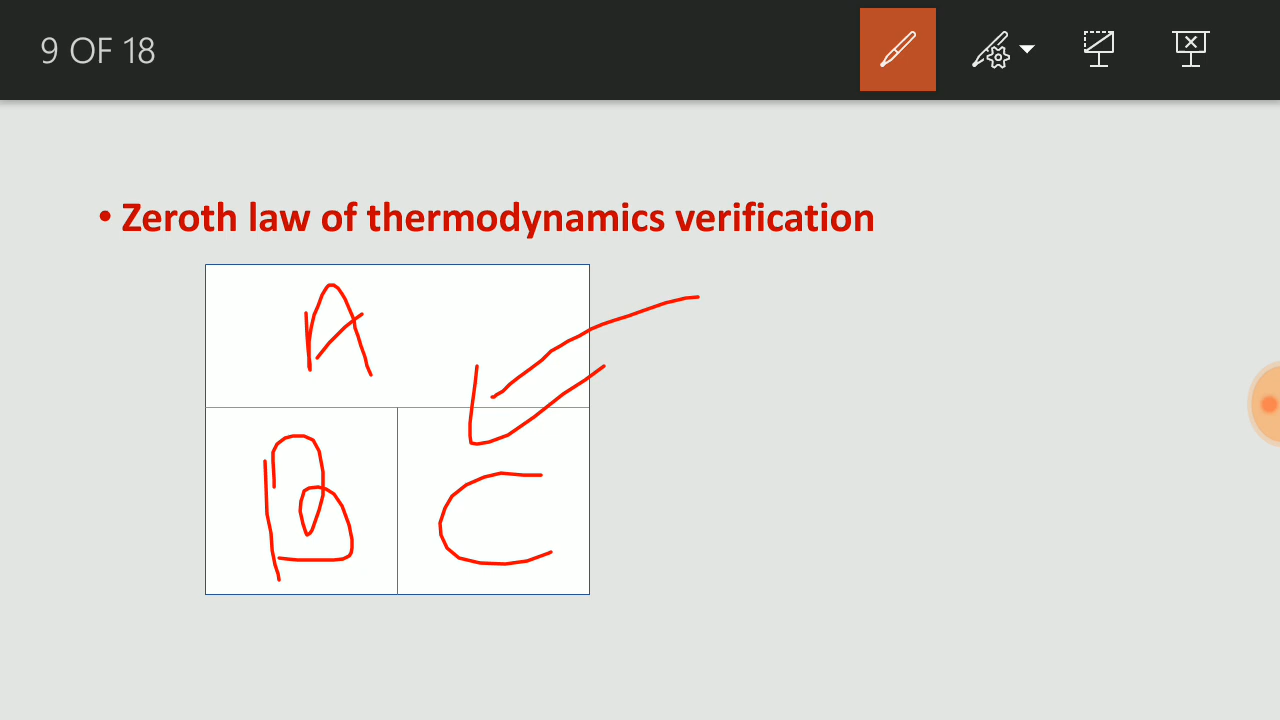 9 OF 18
• Zeroth law of thermodynamics verification
A
B
C